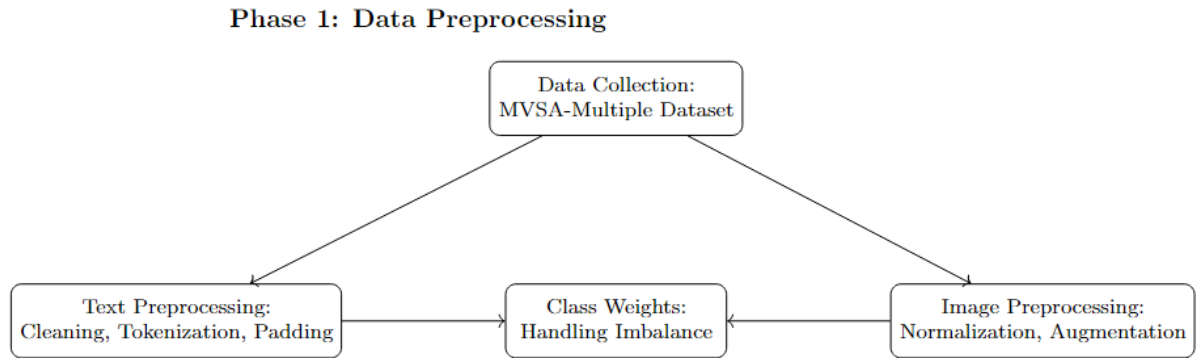 Phase 1: Data Preprocessing
Data Collection:
MVSA-Multiple Dataset
Text Preprocessing:
Cleaning, Tokenization, Padding
Class Weights:
Handling Imbalance
Image Preprocessing:
Normalization, Augmentation